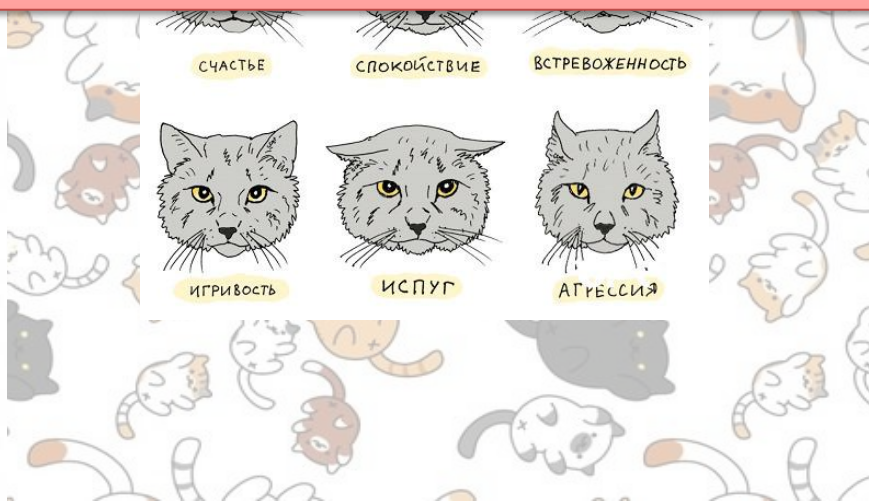 СЧАСТЬЕ
СПОКОЙСТВИЕ
ВСТРЕВОЖЕННОСТЬ
ИГРИВОСТЬ
ИСПУГ
АГРЕССИЯ